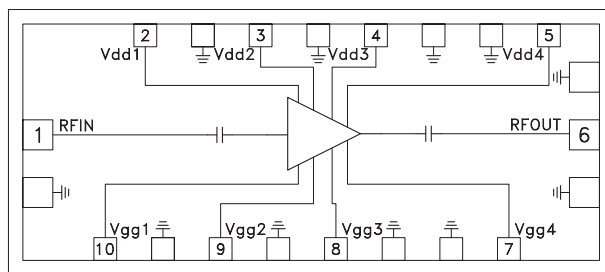 2 3 4 5
Vdd1 Vdd2 Vdd3 Vdd4
1 RFIN RFOUT 6
Vgg1 Vgg2 Vgg3 Vgg4
10 9 8 7